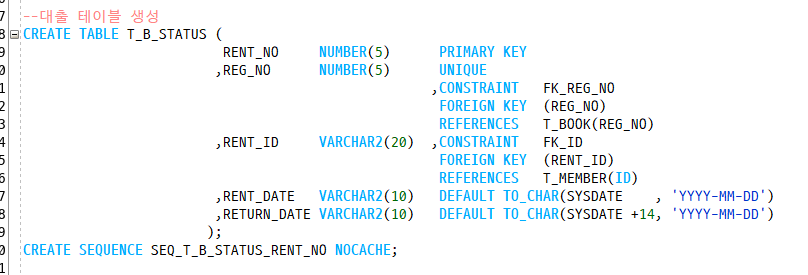 7 --대출 테이블 생성
8 CREATE TABLE T_B_STATUS (
9 RENT_NO NUMBER(5) PRIMARY KEY
0 ,REG_NO NUMBER(5) UNIQUE
1 ,CONSTRAINT FK_REG_NO
2 FOREIGN KEY (REG_NO)
3 REFERENCES T_BOOK(REG_NO)
4 ,RENT_ID VARCHAR2(20) ,CONSTRAINT FK_ID
5 FOREIGN KEY (RENT_ID)
6 REFERENCES T_MEMBER(ID)
7 ,RENT_DATE VARCHAR2(10) DEFAULT TO_CHAR(SYSDATE , 'YYYY-MM-DD')
8 ,RETURN_DATE VARCHAR2(10) DEFAULT TO_CHAR(SYSDATE +14, 'YYYY-MM-DD')
9 );
0 CREATE SEQUENCE SEQ_T_B_STATUS_RENT_NO NOCACHE;
1